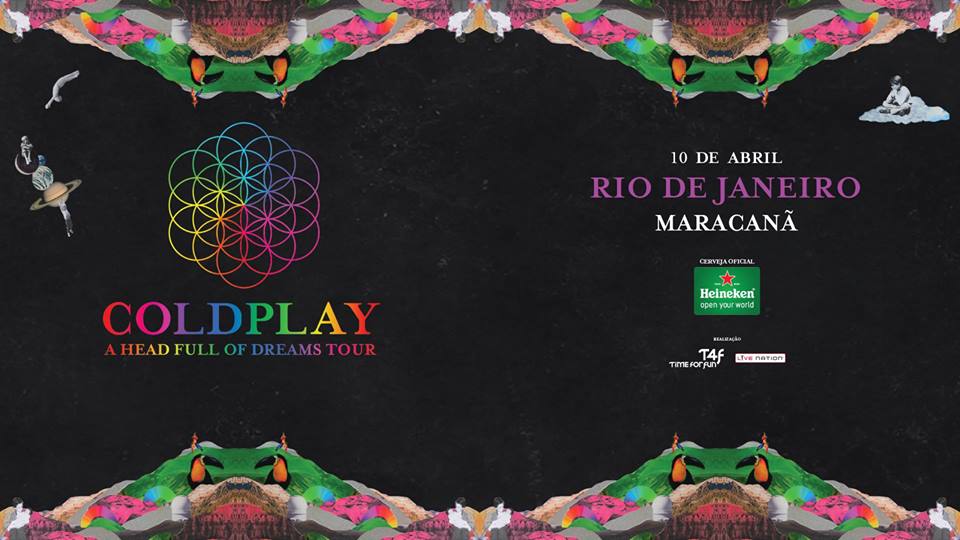 COLDPLAY
A HEAD FULL OF DREAMS TOUR
10 DE ABRIL
RIO DE JANEIRO
MARACANÃ
CERVEJA OFICIAL
Heineken
open your world
REALIZAÇÃO
T4f
TIME FOR FUN
LIVE NATION